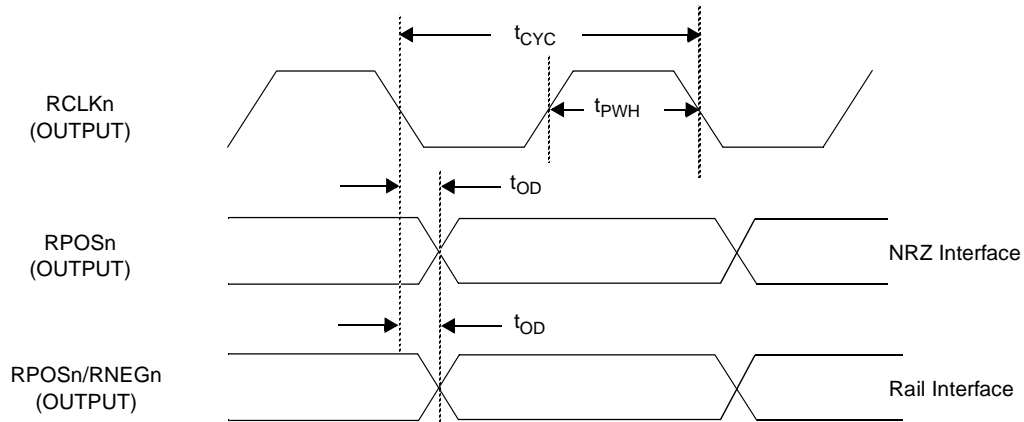 tCYC
RCLKn
(OUTPUT)
tPWH
tOD
RPOSn
(OUTPUT)
NRZ Interface
tOD
RPOSn/RNEGn
(OUTPUT)
Rail Interface